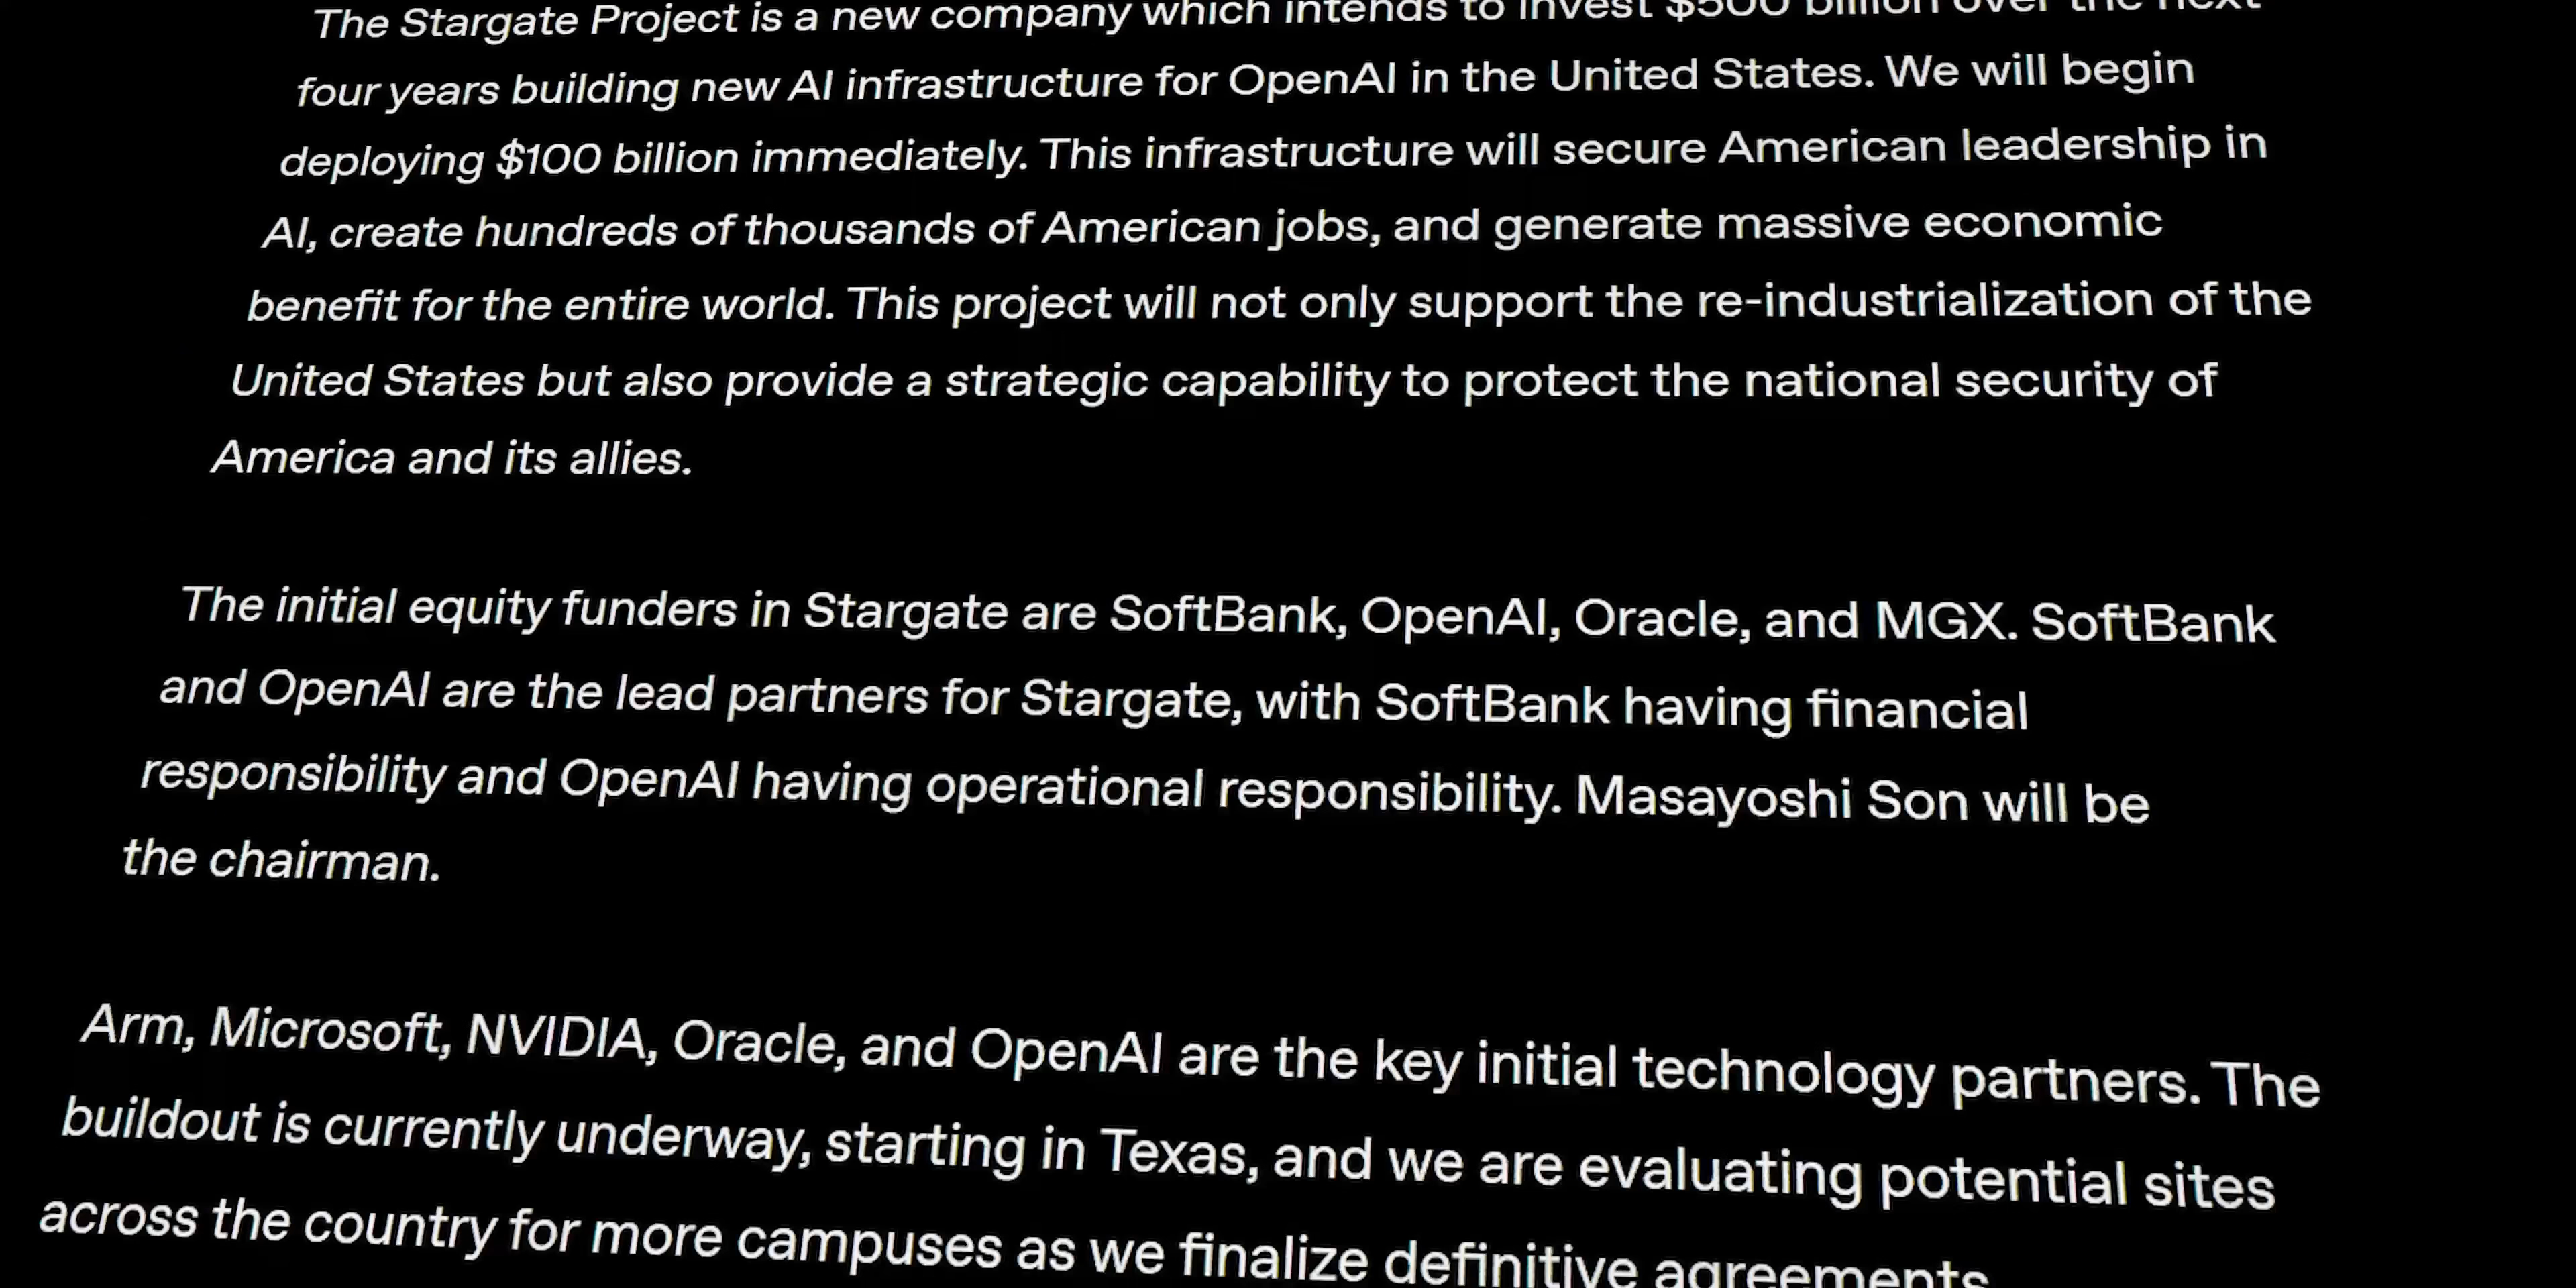 The Stargate Project is a new company which intends to invest $500 billion over the next
four years building new AI infrastructure for OpenAI in the United States. We will begin
deploying $100 billion immediately. This infrastructure will secure American leadership in
AI, create hundreds of thousands of American jobs, and generate massive economic
benefit for the entire world. This project will not only support the re-industrialization of the
United States but also provide a strategic capability to protect the national security of
America and its allies.
The initial equity funders in Stargate are SoftBank, OpenAI, Oracle, and MGX. SoftBank
and OpenAI are the lead partners for Stargate, with SoftBank having financial
responsibility and OpenAI having operational responsibility. Masayoshi Son will be
the chairman.
Arm, Microsoft, NVIDIA, Oracle, and OpenAI are the key initial technology partners. The
buildout is currently underway, starting in Texas, and we are evaluating potential sites
across the country for more campuses as we finalize definitive agreements.